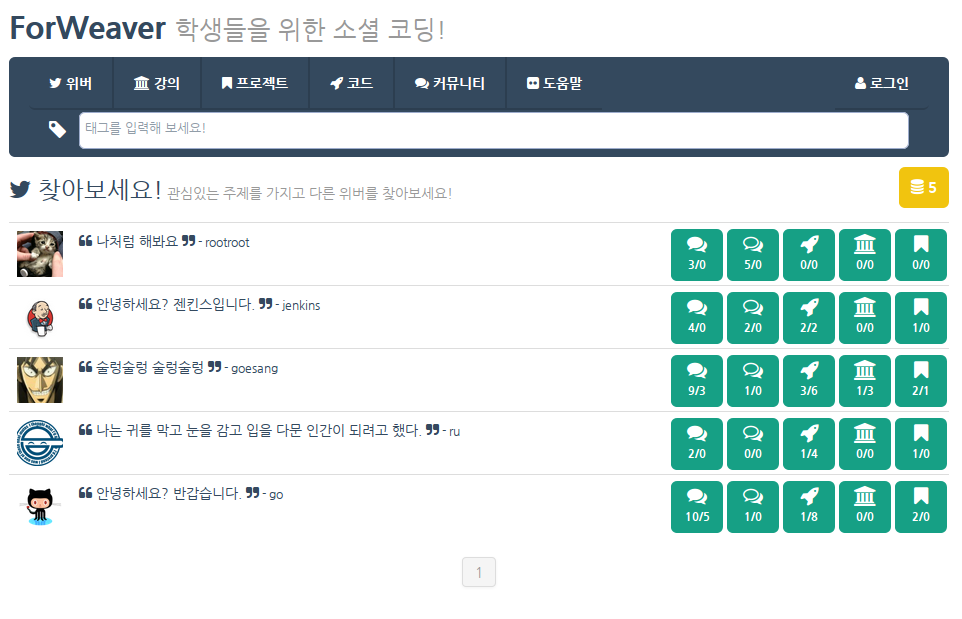 ForWeaver 학생들을 위한 소셜 코딩!
위버 강의 프로젝트 코드 커뮤니티 도움말 로그인
태그를 입력해 보세요!
찾아보세요! 관심있는 주제를 가지고 다른 위버를 찾아보세요! 5
❝ 나처럼 해봐요 ❞ - rootroot 3/0 5/0 0/0 0/0 0/0
❝ 안녕하세요? 젠킨스입니다. ❞ - jenkins 4/0 2/0 2/2 0/0 1/0
❝ 술렁술렁 술렁술렁 ❞ - goesang 9/3 1/0 3/6 1/3 2/1
❝ 나는 귀를 막고 눈을 감고 입을 다문 인간이 되려고 했다. ❞ - ru 2/0 0/0 1/4 0/0 1/0
❝ 안녕하세요? 반갑습니다. ❞ - go 10/5 1/0 1/8 0/0 2/0
1